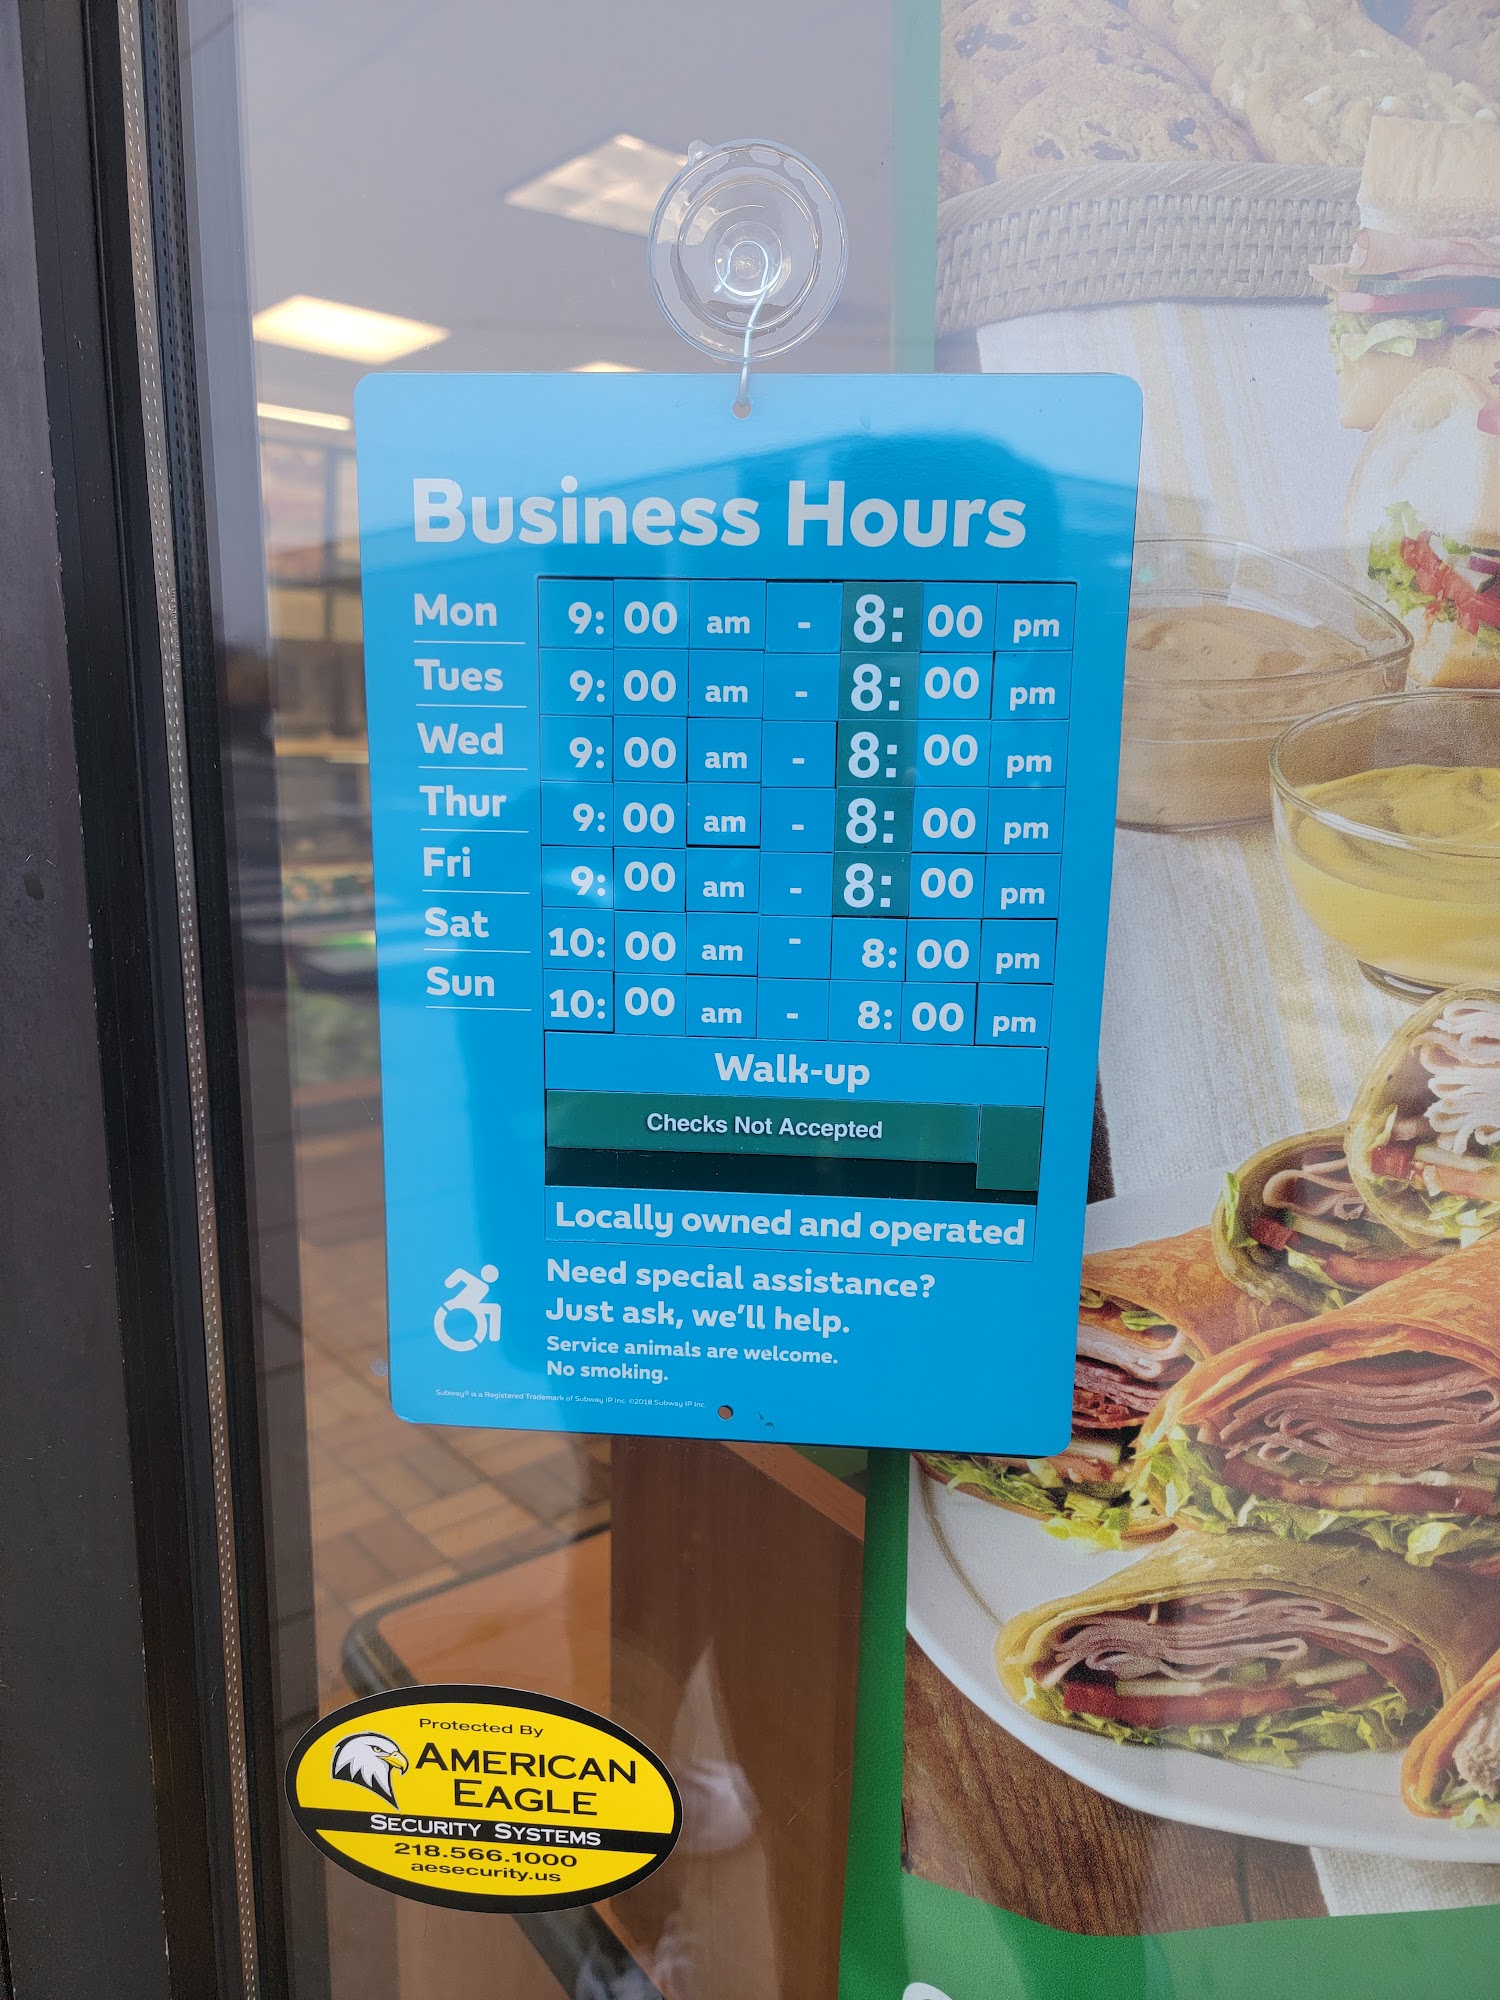 Business Hours
Mon 9: 00 am - 8: 00 pm
Tues 9: 00 am - 8: 00 pm
Wed 9: 00 am - 8: 00 pm
Thur 9: 00 am - 8: 00 pm
Fri 9: 00 am - 8: 00 pm
Sat 10: 00 am - 8: 00 pm
Sun 10: 00 am - 8: 00 pm
Walk-up
Checks Not Accepted
Locally owned and operated
Need special assistance?
Just ask, we'll help.
Service animals are welcome.
No smoking.
Subway® is a Registered Trademark of Subway IP Inc. ©2018 Subway IP Inc.
Protected By
AMERICAN
EAGLE
SECURITY SYSTEMS
218.566.1000
aesecurity.us